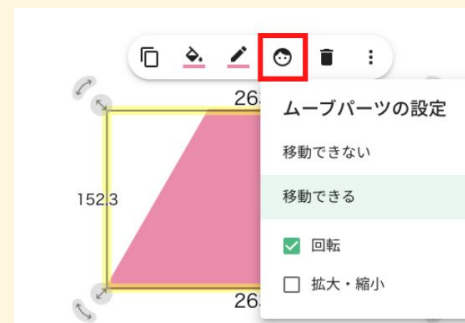 26
ムーブパーツの設定
移動できない
152.3
移動できる
回転
拡大・縮小
26